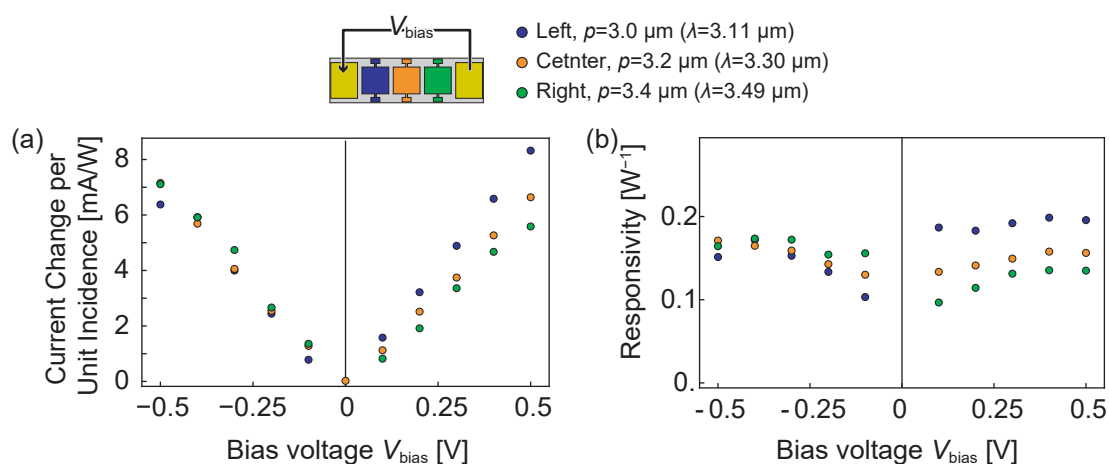 V_bias
Left, p=3.0 μm (λ=3.11 μm)
Cetnter, p=3.2 μm (λ=3.30 μm)
Right, p=3.4 μm (λ=3.49 μm)
(a)
Current Change per
Unit Incidence [mA/W]
8
6
4
2
0
−0.5
-0.25
0
0.25
0.5
Bias voltage V_bias [V]
(b)
Responsivity [W⁻¹]
0.2
0.1
0.
- 0.5
-0.25
0
0.25
0.5
Bias voltage V_bias [V]